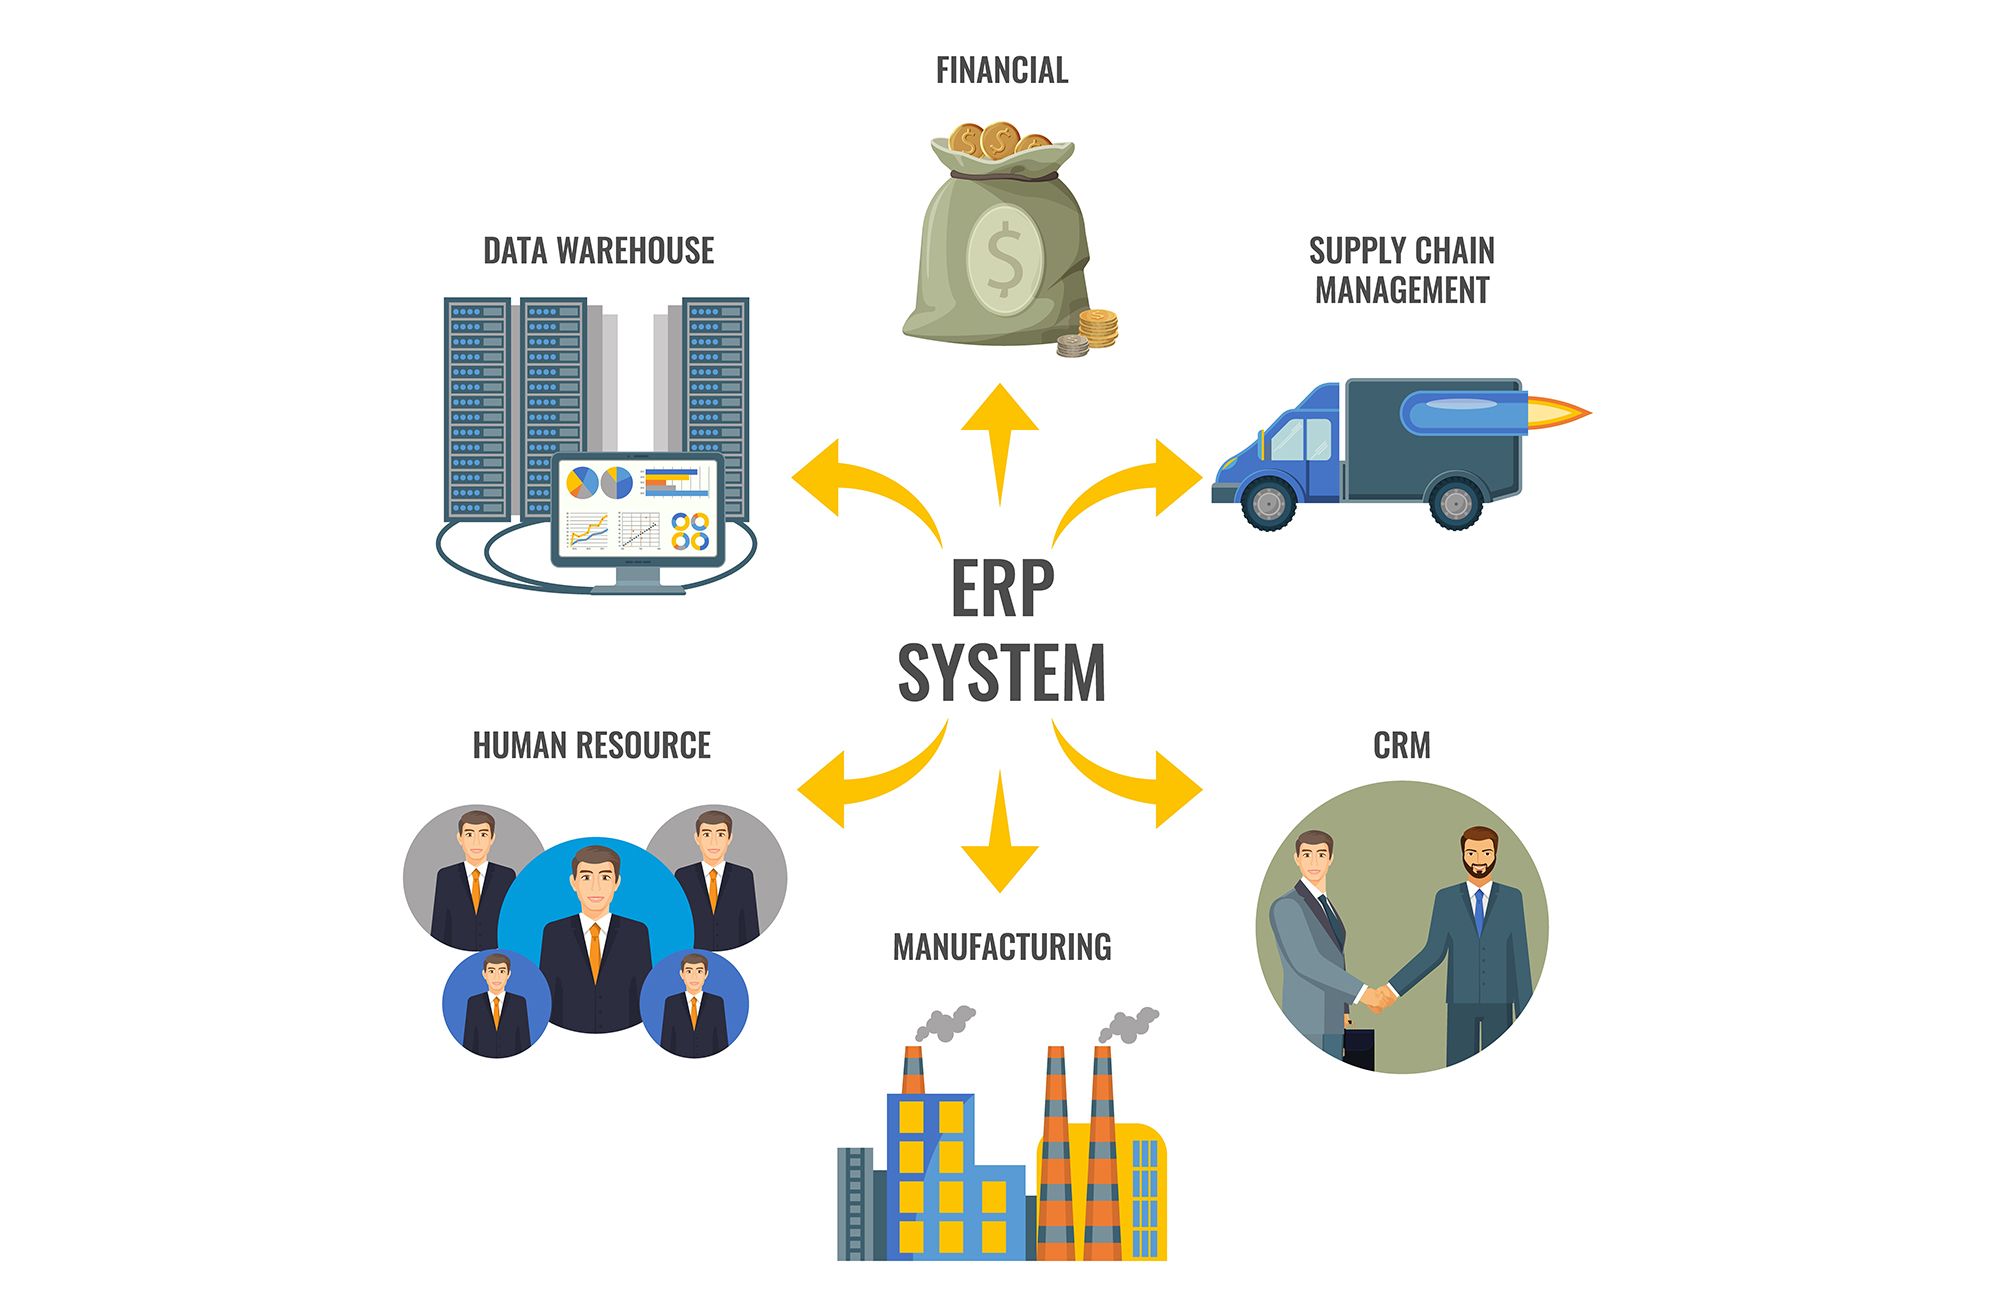 FINANCIAL
DATA WAREHOUSE
SUPPLY CHAIN
MANAGEMENT
ERP
SYSTEM
HUMAN RESOURCE
CRM
MANUFACTURING